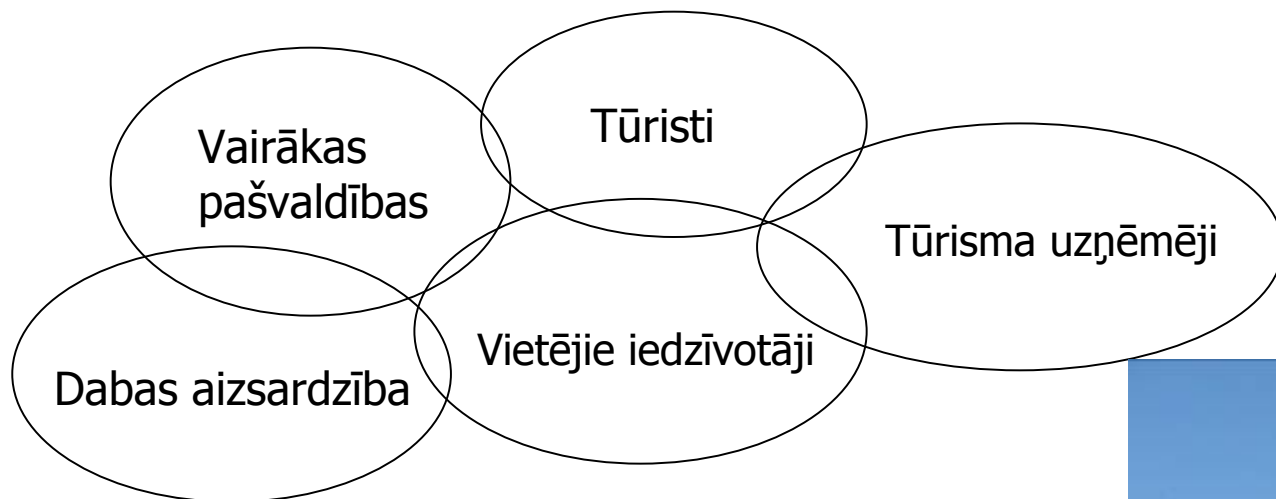 Tūristi
Vairākas
pašvaldības
Tūrisma uzņēmēji
Vietējie iedzīvotāji
Dabas aizsardzība